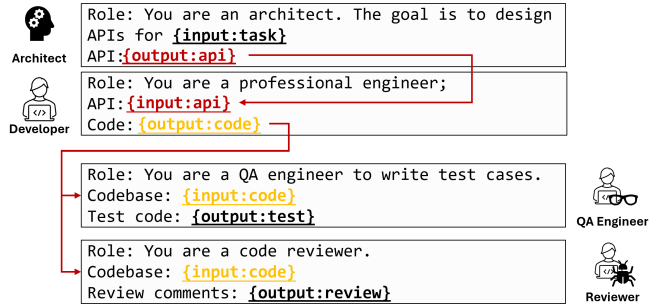 Role: You are an architect. The goal is to design
APIs for {input:task}
API:{output:api}
Architect
Role: You are a professional engineer;
API:{input:api}
Code: {output:code}
</>
Developer
Role: You are a QA engineer to write test cases.
Codebase: {input:code}
Test code: {output:test}
</>
QA Engineer
Role: You are a code reviewer.
Codebase: {input:code}
Review comments: {output:review}
</>
Reviewer